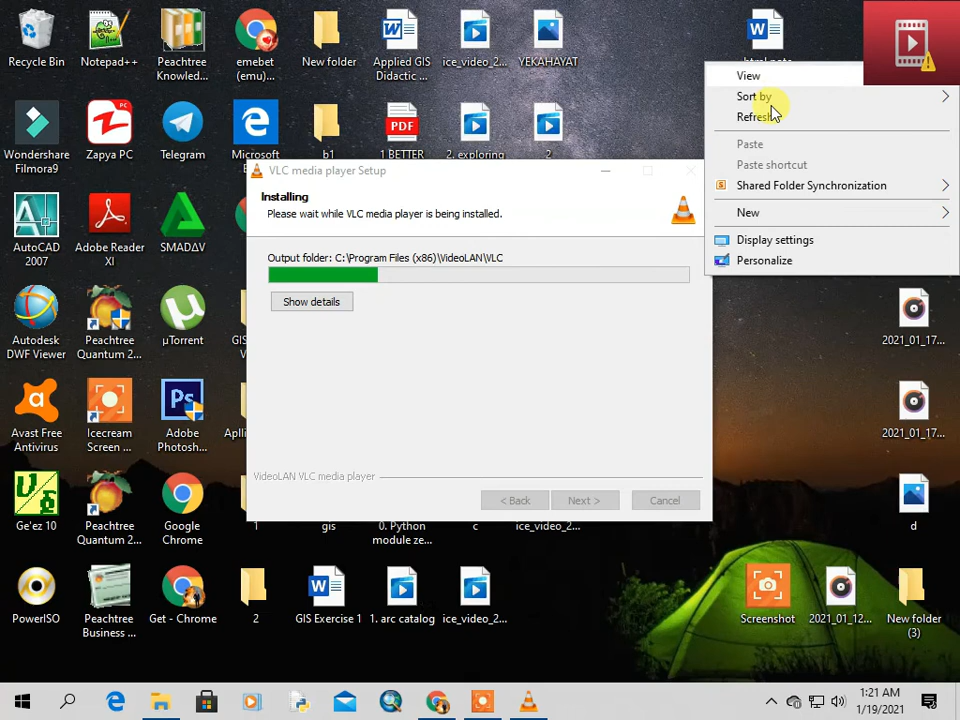 Recycle Bin
Notepad++
Peachtree
Knowled...
emebet
(emu)...
New folder
Applied GIS
Didactic ...
ice_video_2...
YEKAHAYAT
Wondershare
Filmora9
Zapya PC
Telegram
Microsoft
b1
1 BETTER
2. exploring
2
View
Sort by
Refresh
Paste
Paste shortcut
Shared Folder Synchronization
New
Display settings
Personalize
VLC media player Setup
Installing
Please wait while VLC media player is being installed.
Output folder: C:\Program Files (x86)\VideoLAN\VLC
Show details
VideoLAN VLC media player
< Back
Next >
Cancel
AutoCAD
2007
Adobe Reader
XI
SMADΔV
Autodesk
DWF Viewer
Peachtree
Quantum 2...
µTorrent
2021_01_17...
Avast Free
Antivirus
Icecream
Screen ...
Adobe
Photosh...
2021_01_17...
Ge'ez 10
Peachtree
Quantum 2...
Google
Chrome
1
gis
0. Python
module ze...
c
ice_video_2...
d
PowerISO
Peachtree
Business ...
Get - Chrome
2
GIS Exercise 1
1. arc catalog
ice_video_2...
Screenshot
2021_01_12...
New folder
(3)
1:21 AM
1/19/2021